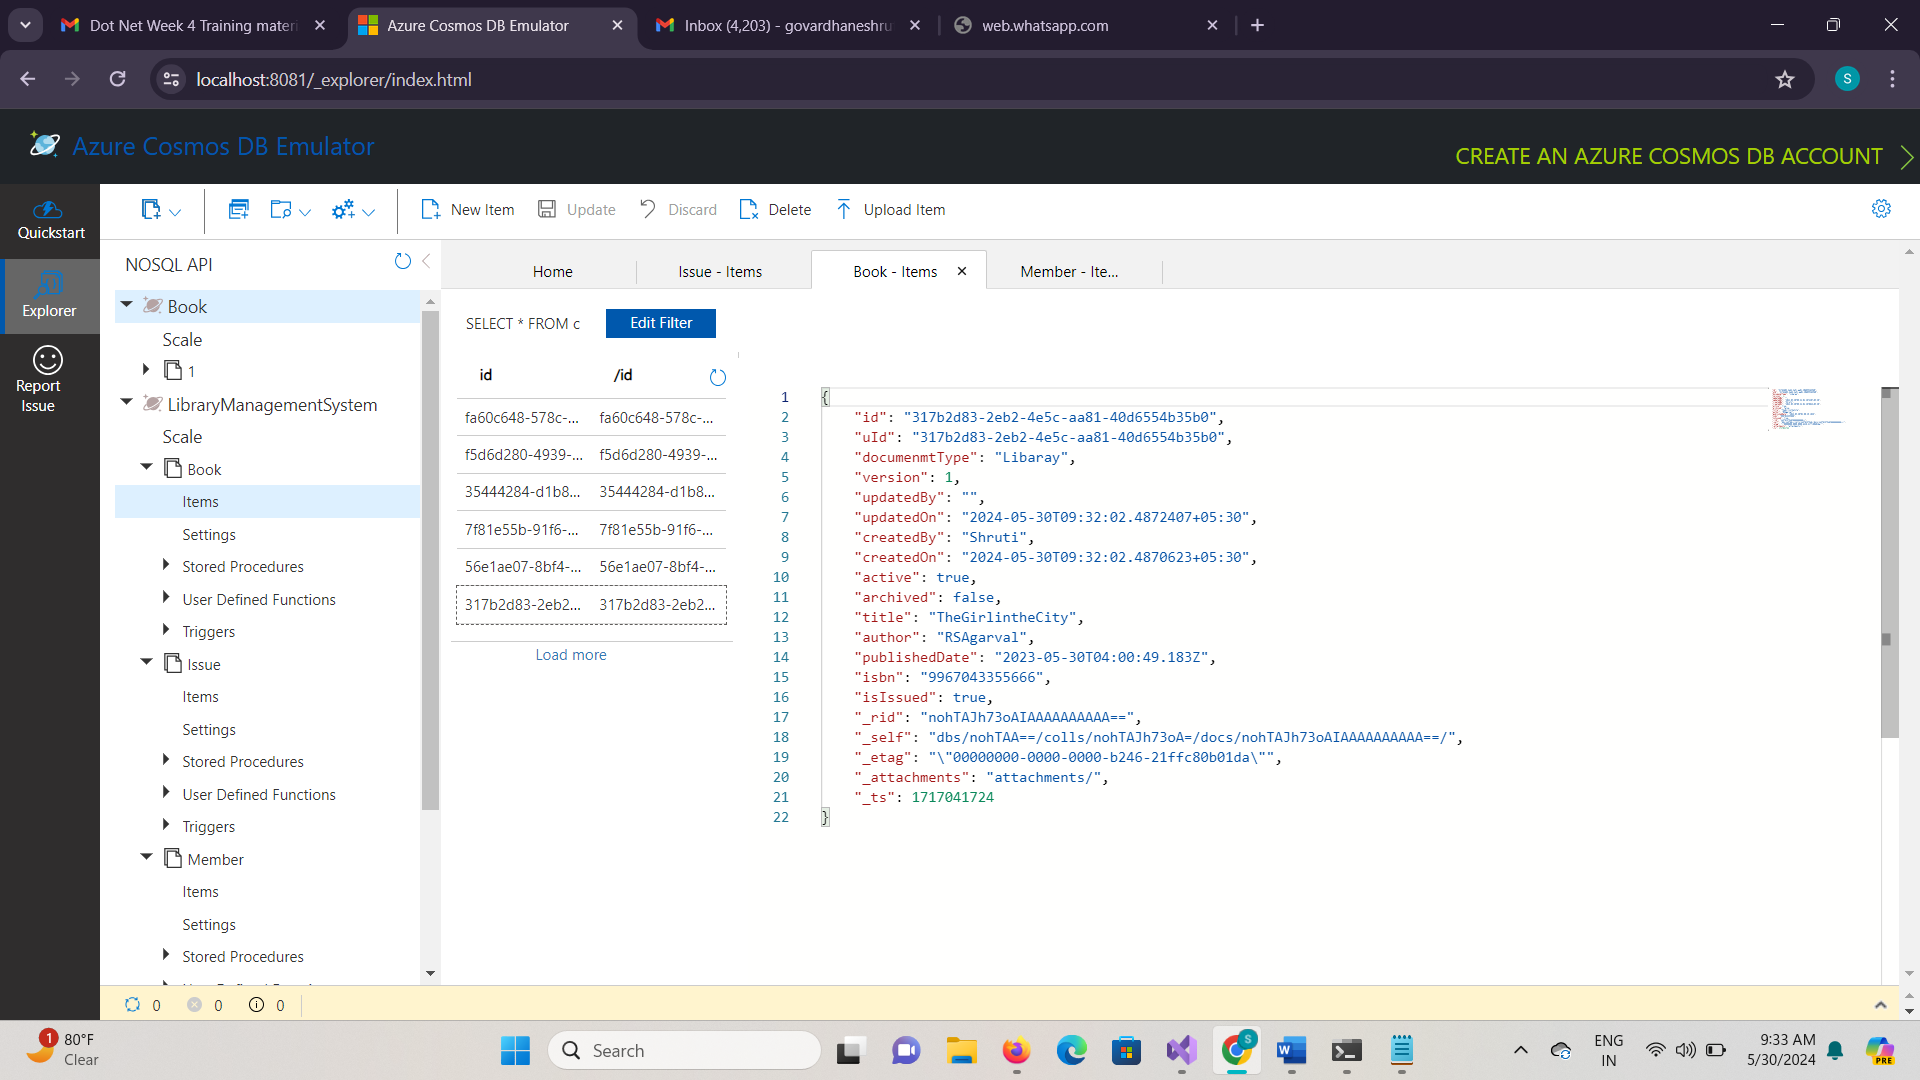 Dot Net Week 4 Training materi
Azure Cosmos DB Emulator
Inbox (4,203) - govardhaneshru
web.whatsapp.com
localhost:8081/_explorer/index.html
S
Azure Cosmos DB Emulator
CREATE AN AZURE COSMOS DB ACCOUNT
Quickstart
Explorer
Report
Issue
New Item
Update
Discard
Delete
Upload Item
NOSQL API
Book
Scale
1
LibraryManagementSystem
Scale
Book
Items
Settings
Stored Procedures
User Defined Functions
Triggers
Issue
Items
Settings
Stored Procedures
User Defined Functions
Triggers
Member
Items
Settings
Stored Procedures
Home
Issue - Items
Book - Items
Member - Ite...
SELECT * FROM c
Edit Filter
id /id
fa60c648-578c-... fa60c648-578c-...
f5d6d280-4939-... f5d6d280-4939-...
35444284-d1b8... 35444284-d1b8...
7f81e55b-91f6-... 7f81e55b-91f6-...
56e1ae07-8bf4-... 56e1ae07-8bf4-...
317b2d83-2eb2... 317b2d83-2eb2...
Load more
1 {
2 "id": "317b2d83-2eb2-4e5c-aa81-40d6554b35b0",
3 "uId": "317b2d83-2eb2-4e5c-aa81-40d6554b35b0",
4 "documenmtType": "Libaray",
5 "version": 1,
6 "updatedBy": "",
7 "updatedOn": "2024-05-30T09:32:02.4872407+05:30",
8 "createdBy": "Shruti",
9 "createdOn": "2024-05-30T09:32:02.4870623+05:30",
10 "active": true,
11 "archived": false,
12 "title": "TheGirlintheCity",
13 "author": "RSAgarval",
14 "publishedDate": "2023-05-30T04:00:49.183Z",
15 "isbn": "9967043355666",
16 "isIssued": true,
17 "_rid": "nohTAJh73oAIAAAAAAAAAA==",
18 "_self": "dbs/nohTAA==/colls/nohTAJh73oA=/docs/nohTAJh73oAIAAAAAAAAAA==/",
19 "_etag": "\"00000000-0000-0000-b246-21ffc80b01da\"",
20 "_attachments": "attachments/",
21 "_ts": 1717041724
22 }
0 0 0
1
80°F
Clear
Search
S
ENG
IN
9:33 AM
5/30/2024
PRE